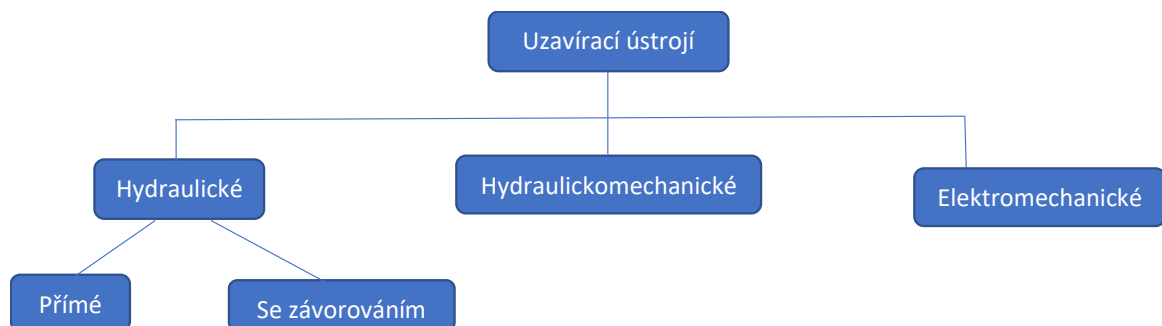 Uzavírací ústrojí
Hydraulické
Hydraulickomechanické
Elektromechanické
Přímé
Se závorováním